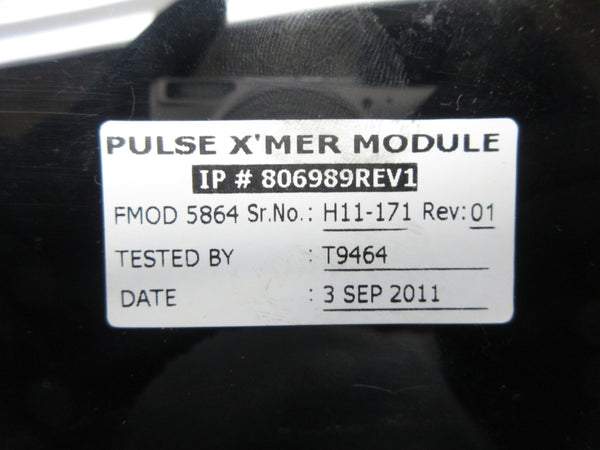 PULSE X'MER MODULE
IP # 806989REV1
FMOD 5864 Sr.No.: H11-171 Rev: 01
TESTED BY : T9464
DATE : 3 SEP 2011